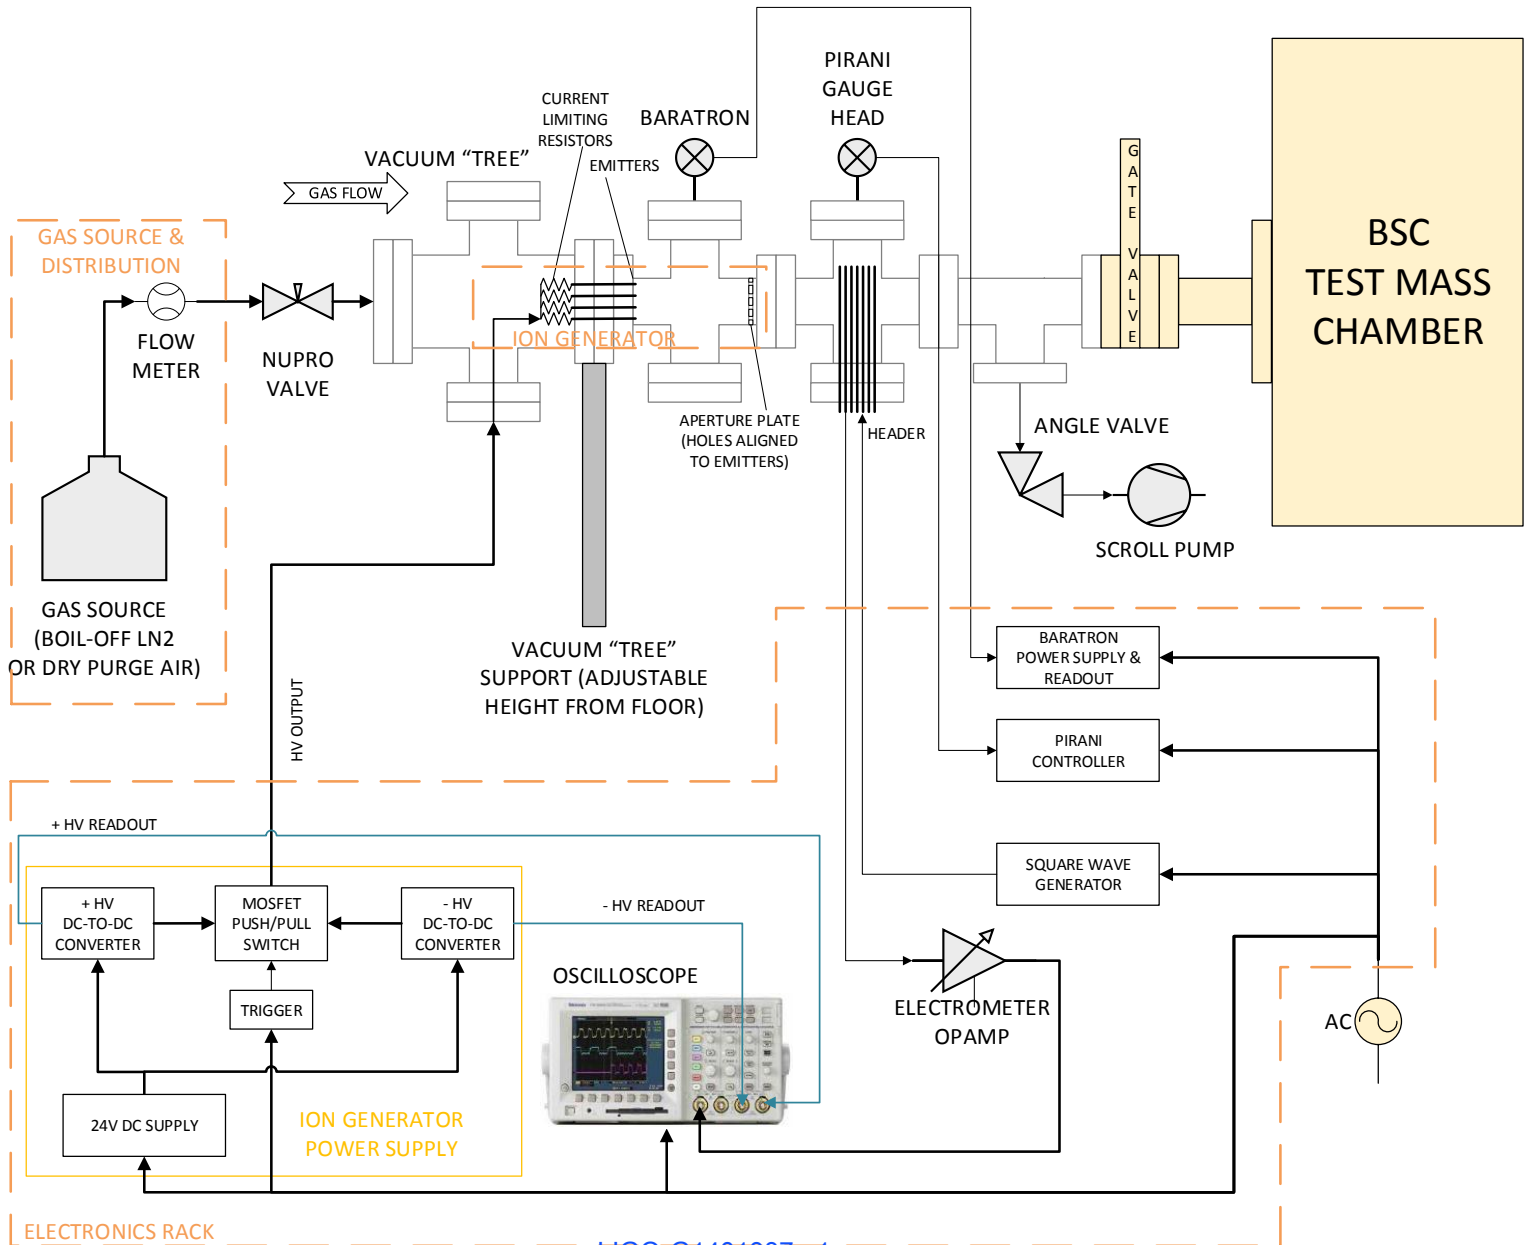 PIRANI
GAUGE
HEAD
CURRENT
LIMITING
RESISTORS
BARATRON
VACUUM “TREE”
EMITTERS
GAS FLOW
GATE VALVE
BSC
TEST MASS
CHAMBER
GAS SOURCE &
DISTRIBUTION
FLOW
METER
NUPRO
VALVE
ION GENERATOR
APERTURE PLATE
(HOLES ALIGNED
TO EMITTERS)
HEADER
ANGLE VALVE
SCROLL PUMP
GAS SOURCE
(BOIL-OFF LN2
OR DRY PURGE AIR)
VACUUM “TREE”
SUPPORT (ADJUSTABLE
HEIGHT FROM FLOOR)
HV OUTPUT
BARATRON
POWER SUPPLY &
READOUT
PIRANI
CONTROLLER
SQUARE WAVE
GENERATOR
+ HV READOUT
+ HV
DC-TO-DC
CONVERTER
MOSFET
PUSH/PULL
SWITCH
- HV
DC-TO-DC
CONVERTER
- HV READOUT
TRIGGER
OSCILLOSCOPE
ELECTROMETER
OPAMP
AC
24V DC SUPPLY
ION GENERATOR
POWER SUPPLY
ELECTRONICS RACK